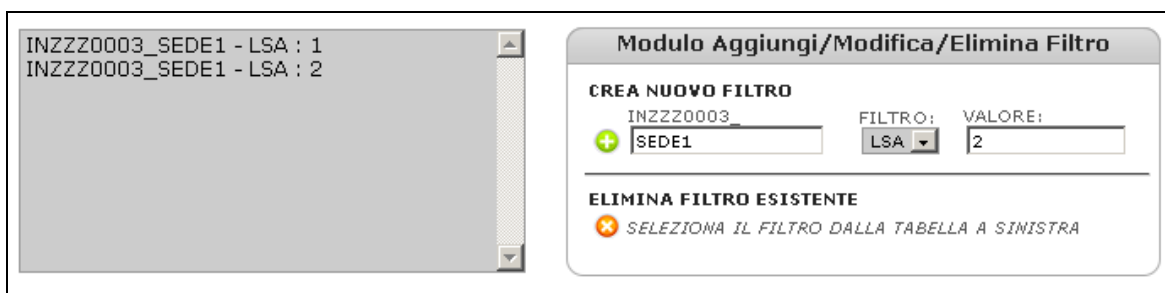 INZZZ0003_SEDE1 - LSA : 1
INZZZ0003_SEDE1 - LSA : 2
Modulo Aggiungi/Modifica/Elimina Filtro
CREA NUOVO FILTRO
INZZZ0003_ FILTRO: VALORE:
SEDE1 LSA 2
ELIMINA FILTRO ESISTENTE
SELEZIONA IL FILTRO DALLA TABELLA A SINISTRA